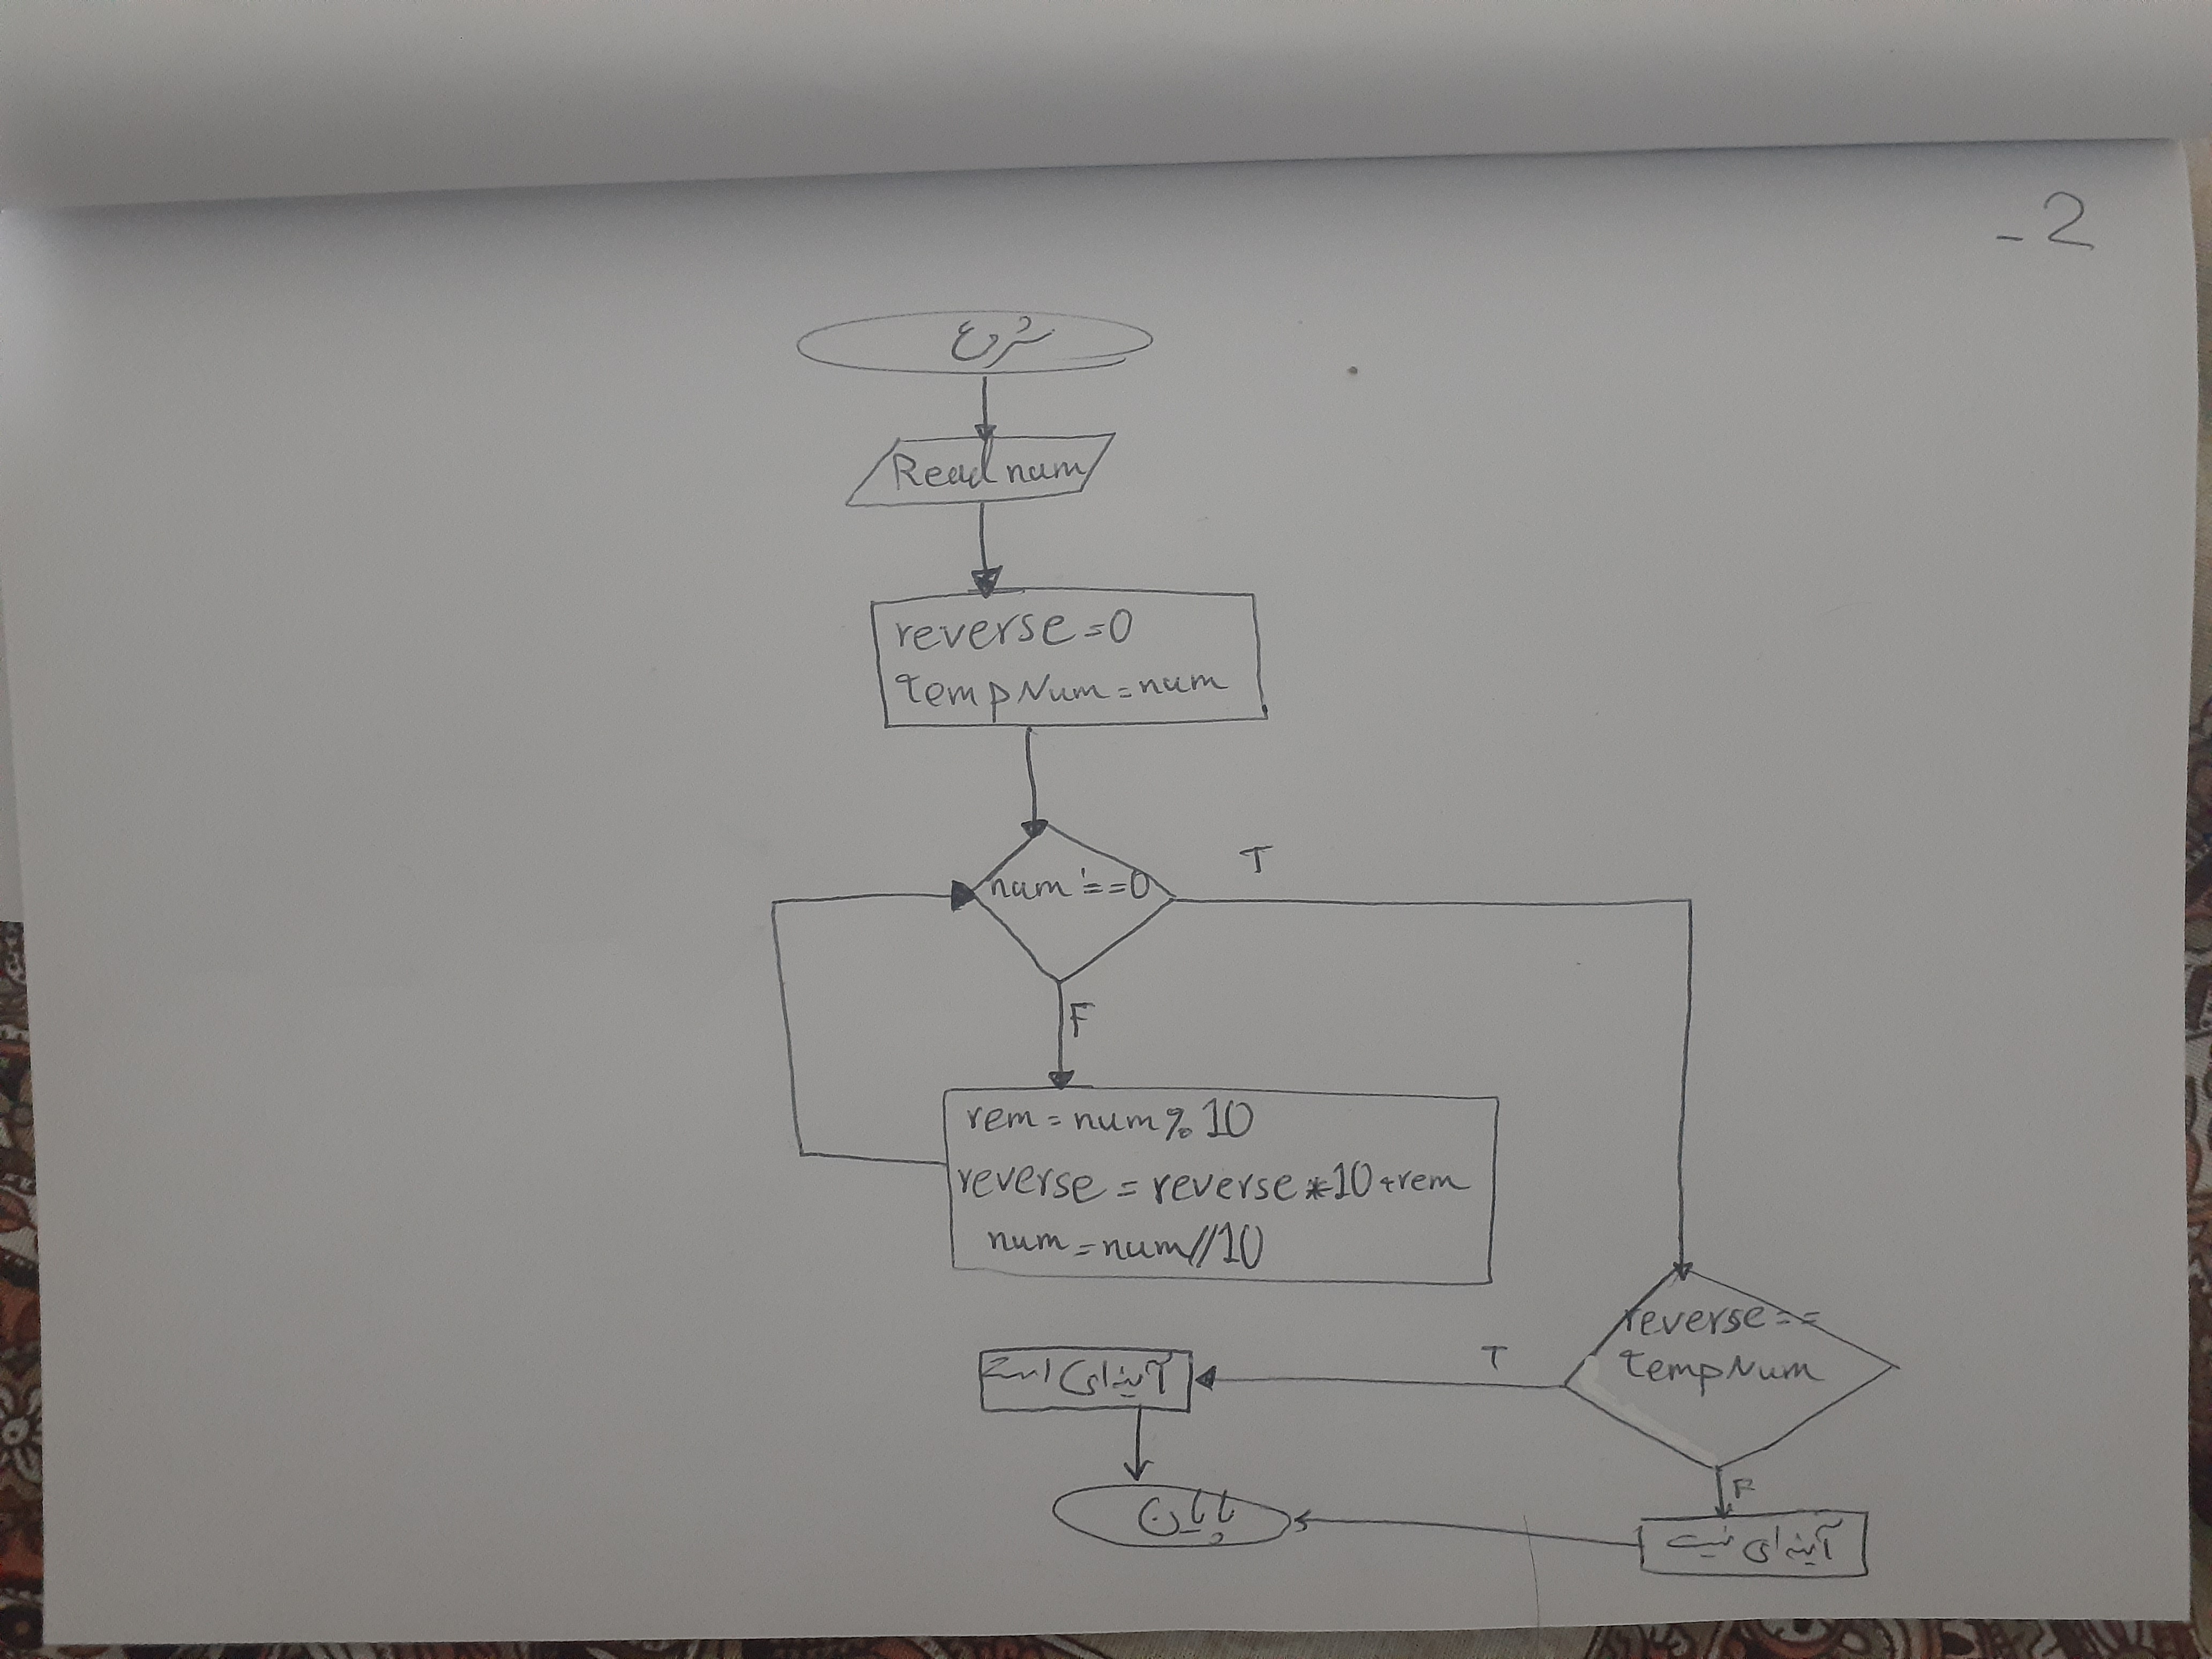 2-
شروع
Read num
reverse=0
tempNum=num
num==0
T
F
rem=num%10
reverse=reverse*10+rem
num=num//10
reverse==
tempNum
T
آینه‌ای است
F
آینه‌ای نیست
پایان